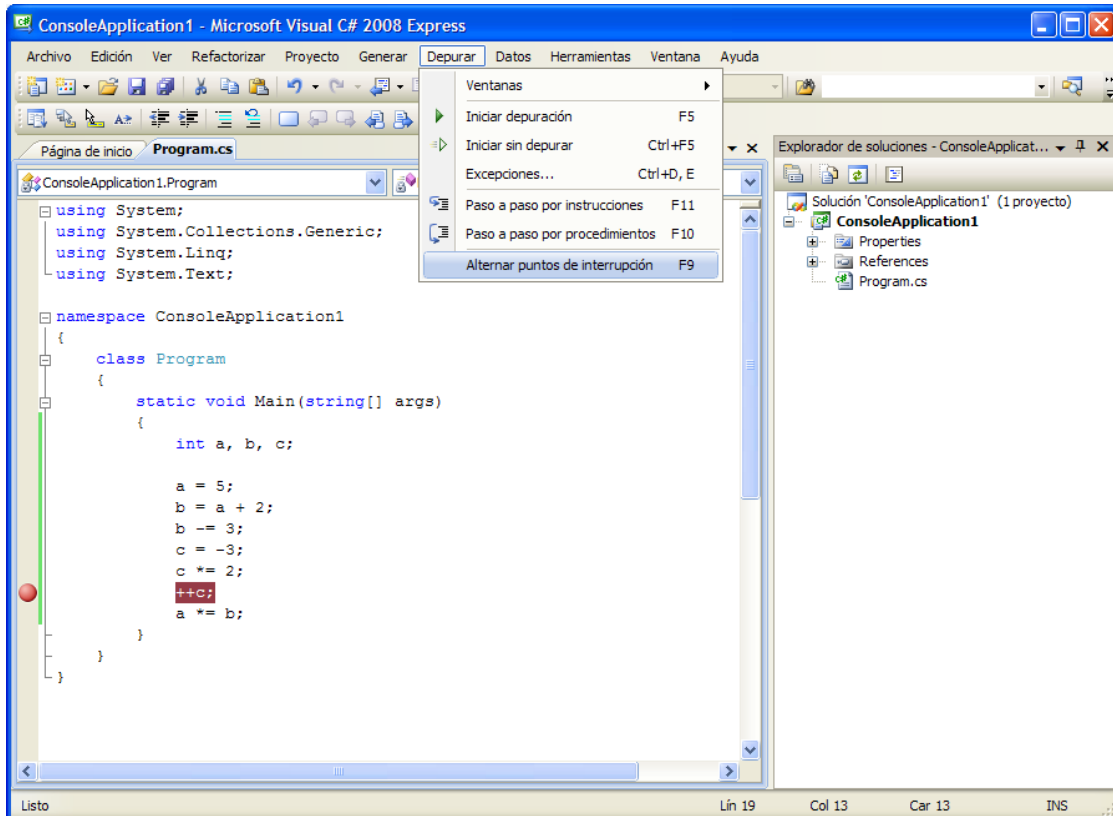 ConsoleApplication1 - Microsoft Visual C# 2008 Express
Archivo Edición Ver Refactorizar Proyecto Generar Depurar Datos Herramientas Ventana Ayuda
Ventanas
Iniciar depuración F5
Iniciar sin depurar Ctrl+F5
Excepciones... Ctrl+D, E
Paso a paso por instrucciones F11
Paso a paso por procedimientos F10
Alternar puntos de interrupción F9
Página de inicio Program.cs
ConsoleApplication1.Program
using System;
using System.Collections.Generic;
using System.Linq;
using System.Text;
namespace ConsoleApplication1
{
class Program
{
static void Main(string[] args)
{
int a, b, c;
a = 5;
b = a + 2;
b -= 3;
c = -3;
c *= 2;
++c;
a *= b;
}
}
}
Explorador de soluciones - ConsoleApplicat...
Solución 'ConsoleApplication1' (1 proyecto)
ConsoleApplication1
Properties
References
Program.cs
Listo Lín 19 Col 13 Car 13 INS